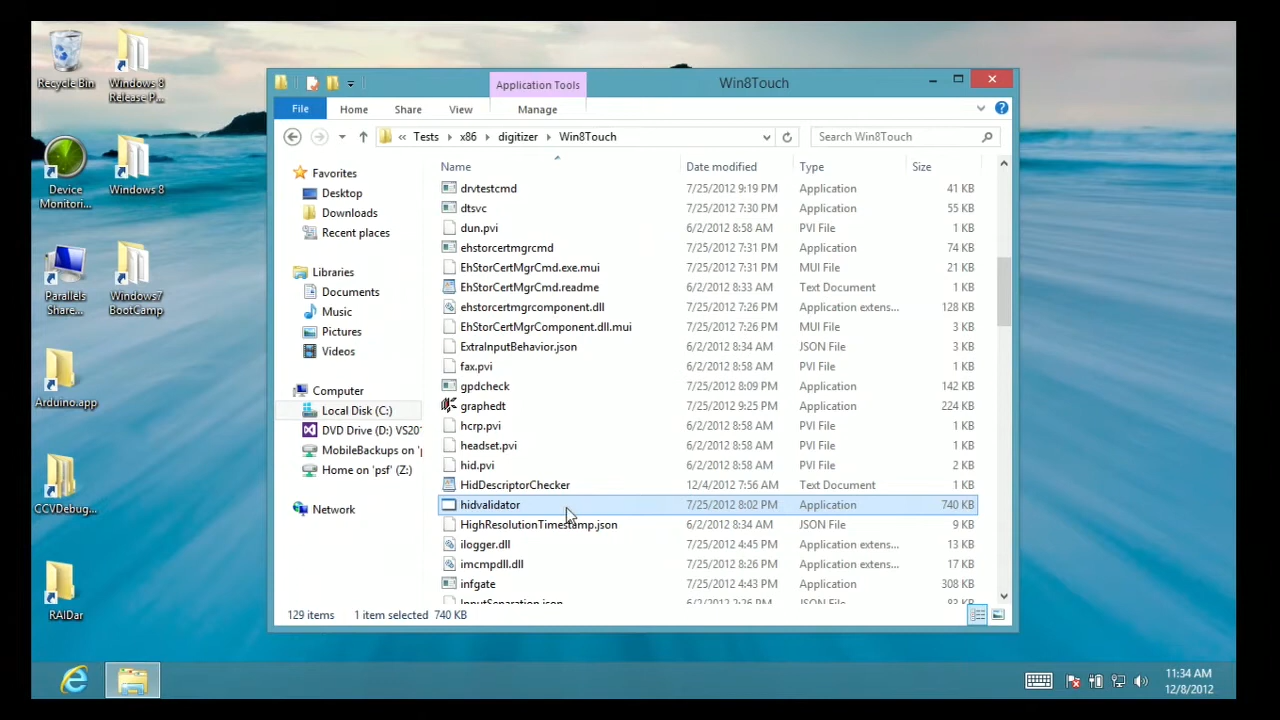 Recycle Bin
Windows 8
Release P...
Device
Monitori...
Windows 8
Parallels
Share...
Windows7
BootCamp
Arduino.app
CCVDebug...
RAIDar
Application Tools
Win8Touch
File Home Share View Manage
« Tests x86 digitizer Win8Touch Search Win8Touch
Name Date modified Type Size
Favorites
Desktop
Downloads
Recent places
Libraries
Documents
Music
Pictures
Videos
Computer
Local Disk (C:)
DVD Drive (D:) VS20
MobileBackups on '
Home on 'psf' (Z:)
Network
drvtestcmd 7/25/2012 9:19 PM Application 41 KB
dtsvc 7/25/2012 7:30 PM Application 55 KB
dun.pvi 6/2/2012 8:58 AM PVI File 1 KB
ehstorcertmgrcmd 7/25/2012 7:31 PM Application 74 KB
EhStorCertMgrCmd.exe.mui 7/25/2012 7:31 PM MUI File 21 KB
EhStorCertMgrCmd.readme 6/2/2012 8:33 AM Text Document 1 KB
ehstorcertmgrcomponent.dll 7/25/2012 7:26 PM Application extens... 128 KB
EhStorCertMgrComponent.dll.mui 7/25/2012 7:26 PM MUI File 3 KB
ExtraInputBehavior.json 6/2/2012 8:34 AM JSON File 3 KB
fax.pvi 6/2/2012 8:58 AM PVI File 1 KB
gpdcheck 7/25/2012 8:09 PM Application 142 KB
graphedt 7/25/2012 9:25 PM Application 224 KB
hcrp.pvi 6/2/2012 8:58 AM PVI File 1 KB
headset.pvi 6/2/2012 8:58 AM PVI File 1 KB
hid.pvi 6/2/2012 8:58 AM PVI File 2 KB
HidDescriptorChecker 12/4/2012 7:56 AM Text Document 1 KB
hidvalidator 7/25/2012 8:02 PM Application 740 KB
HighResolutionTimestamp.json 6/2/2012 8:34 AM JSON File 9 KB
ilogger.dll 7/25/2012 4:45 PM Application extens... 13 KB
imcmpdll.dll 7/25/2012 8:26 PM Application extens... 17 KB
infgate 7/25/2012 4:43 PM Application 308 KB
InputSeparation.json 6/2/2012 2:26 PM JSON File 83 KB
129 items 1 item selected 740 KB
11:34 AM
12/8/2012